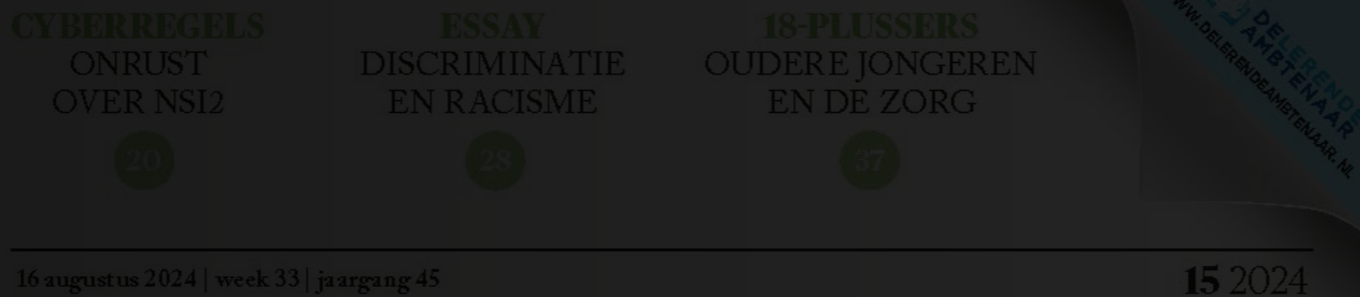 CYBERREGELS
ONRUST
OVER NSI2
20
ESSAY
DISCRIMINATIE
EN RACISME
28
18-PLUSSERS
OUDERE JONGEREN
EN DE ZORG
37
DELERENDE
AMBTENAAR
WWW.DELERENDEAMBTENAAR.NL
16 augustus 2024 | week 33 | jaargang 45
15 2024